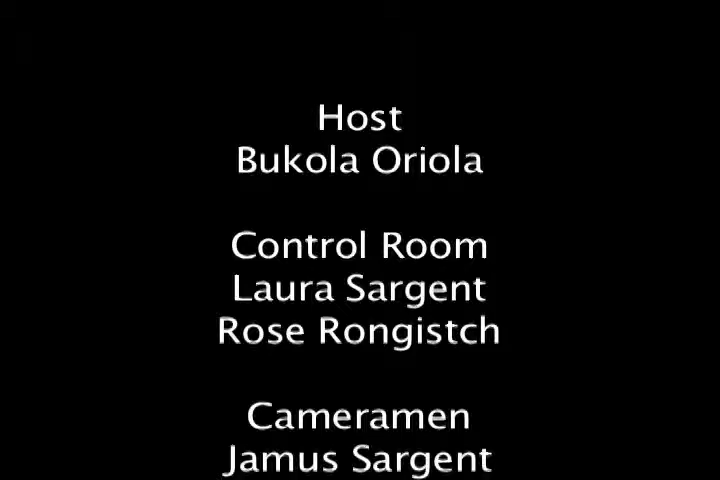 Host
Bukola Oriola
Control Room
Laura Sargent
Rose Rongistch
Cameramen
Jamus Sargent